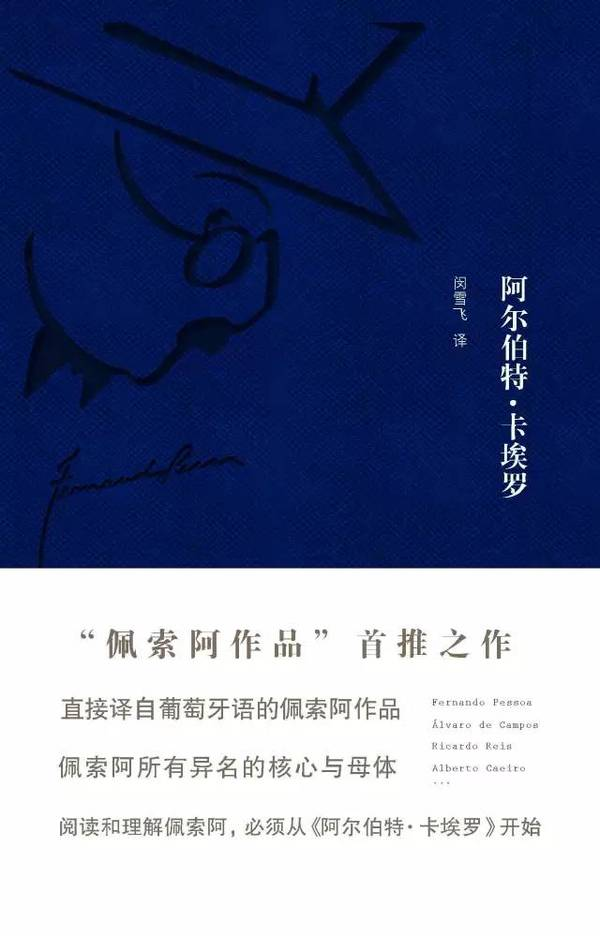 阿尔伯特·卡埃罗
闵雪飞 译
Fernando Pessoa
“佩索阿作品”首推之作
直接译自葡萄牙语的佩索阿作品
佩索阿所有异名的核心与母体
阅读和理解佩索阿，必须从《阿尔伯特·卡埃罗》开始
Fernando Pessoa
Álvaro de Campos
Ricardo Reis
Alberto Caeiro
...